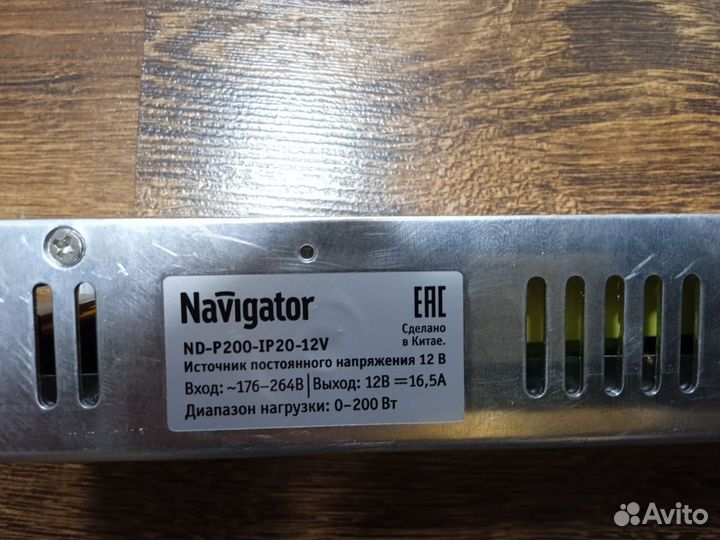 Navigator
EAC
Сделано
в Китае.
ND-P200-IP20-12V
Источник постоянного напряжения 12 В
Вход: ~176–264В | Выход: 12В ⎓ 16,5А
Диапазон нагрузки: 0–200 Вт
Avito